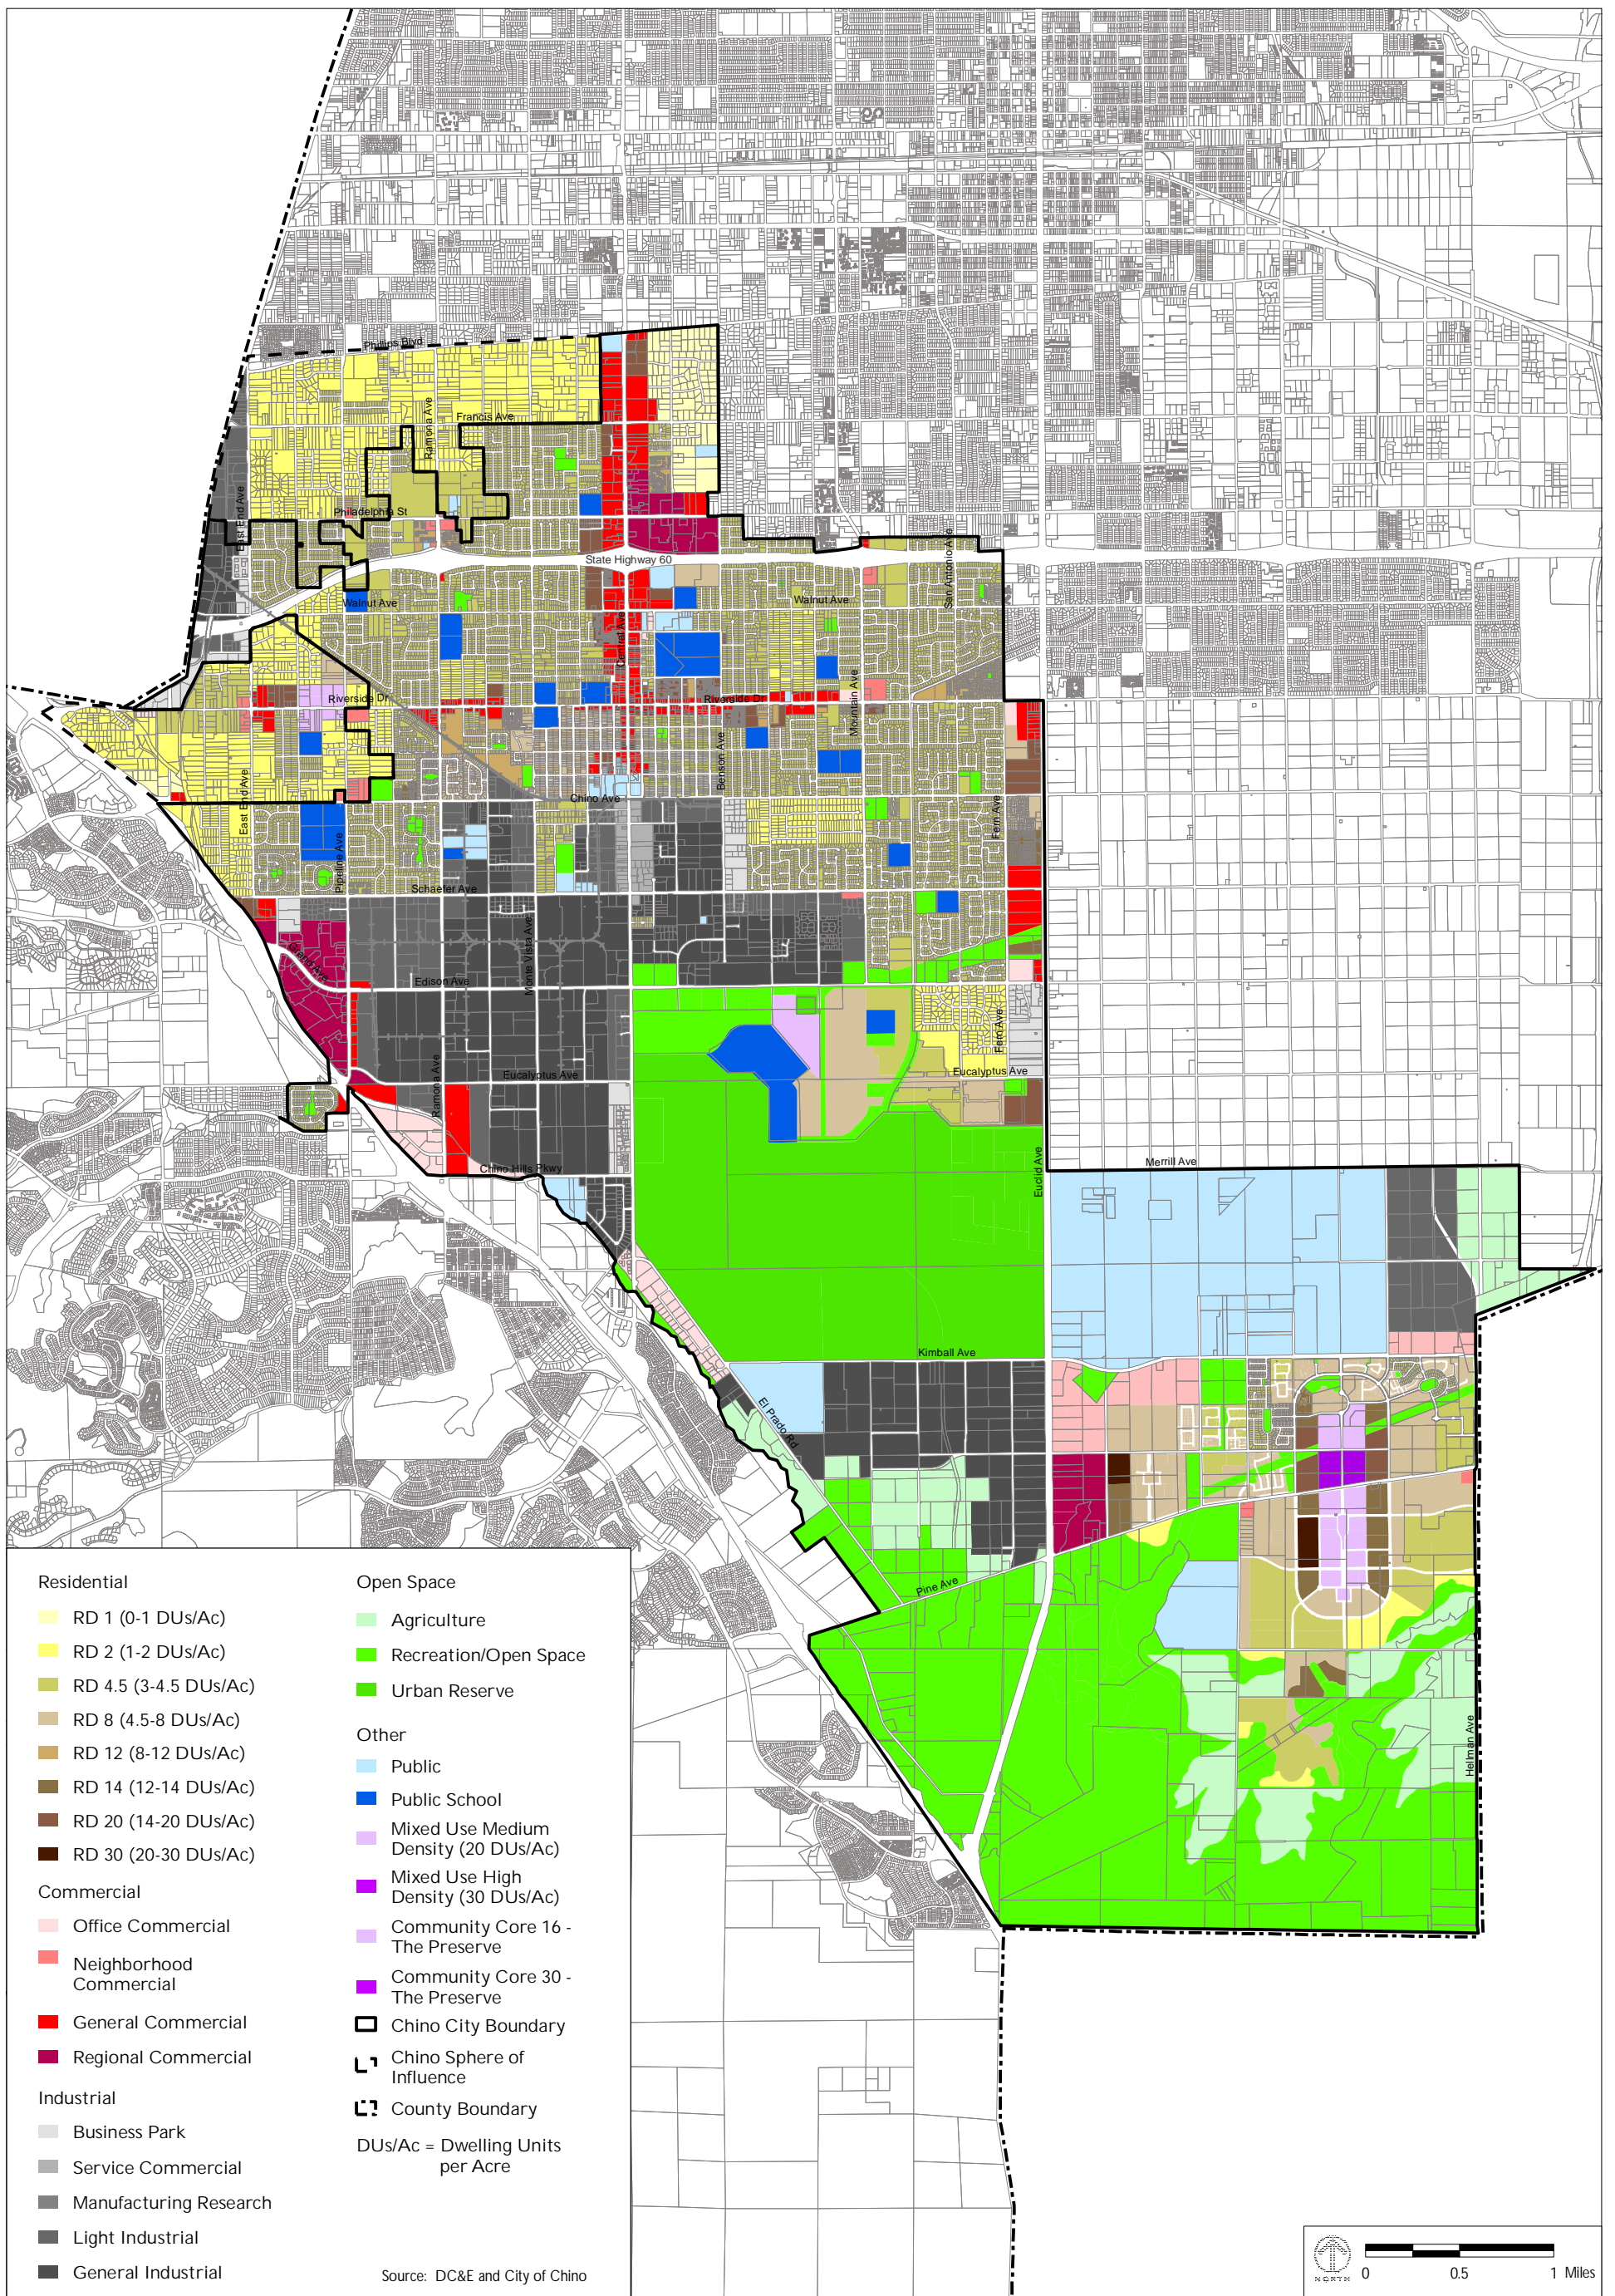 Phillips Blvd
Ramona Ave
Francis Ave
East End Ave
Philadelphia St
State Highway 60
San Antonio Ave
Walnut Ave
Walnut Ave
Central Ave
Riverside Dr
Riverside Dr
Mountain Ave
Benson Ave
East End Ave
Chino Ave
Fern Ave
Pipeline Ave
Schaefer Ave
Monte Vista Ave
Grand Ave
Edison Ave
Fern Ave
Ramona Ave
Eucalyptus Ave
Eucalyptus Ave
Chino Hills Pkwy
Euclid Ave
Merrill Ave
Kimball Ave
El Prado Rd
Pine Ave
Hellman Ave
Residential
RD 1 (0-1 DUs/Ac)
RD 2 (1-2 DUs/Ac)
RD 4.5 (3-4.5 DUs/Ac)
RD 8 (4.5-8 DUs/Ac)
RD 12 (8-12 DUs/Ac)
RD 14 (12-14 DUs/Ac)
RD 20 (14-20 DUs/Ac)
RD 30 (20-30 DUs/Ac)
Commercial
Office Commercial
Neighborhood
Commercial
General Commercial
Regional Commercial
Industrial
Business Park
Service Commercial
Manufacturing Research
Light Industrial
General Industrial
Open Space
Agriculture
Recreation/Open Space
Urban Reserve
Other
Public
Public School
Mixed Use Medium
Density (20 DUs/Ac)
Mixed Use High
Density (30 DUs/Ac)
Community Core 16 -
The Preserve
Community Core 30 -
The Preserve
Chino City Boundary
Chino Sphere of
Influence
County Boundary
DUs/Ac = Dwelling Units
per Acre
Source: DC&E and City of Chino
NORTH
0 0.5 1 Miles